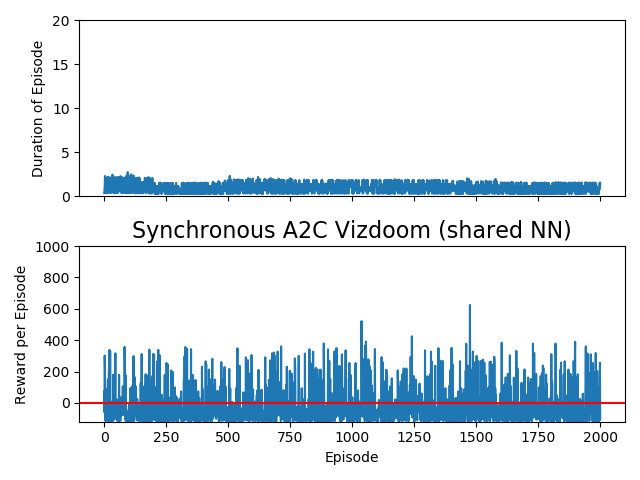 20
15
10
5
0
Duration of Episode
Synchronous A2C Vizdoom (shared NN)
1000
800
600
400
200
0
Reward per Episode
0 250 500 750 1000 1250 1500 1750 2000
Episode